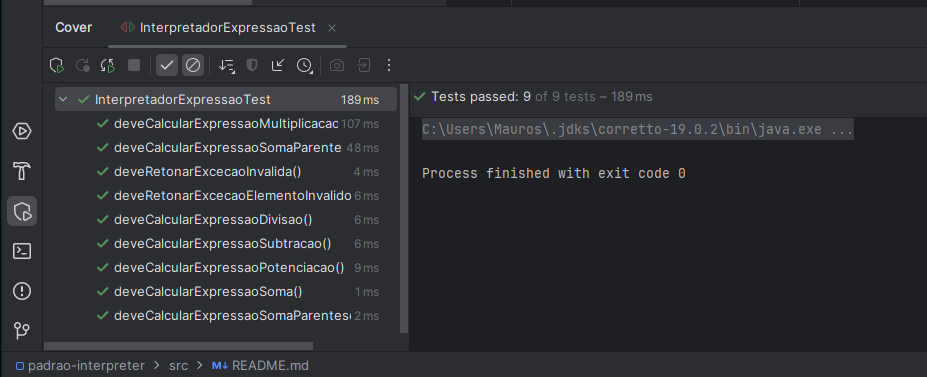 Cover InterpretadorExpressaoTest
InterpretadorExpressaoTest 189 ms
Tests passed: 9 of 9 tests – 189 ms
deveCalcularExpressaoMultiplicacao 107 ms
deveCalcularExpressaoSomaParente 48 ms
deveRetonarExcecaoInvalida() 4 ms
deveRetonarExcecaoElementoInvalido 6 ms
deveCalcularExpressaoDivisao() 6 ms
deveCalcularExpressaoSubtracao() 6 ms
deveCalcularExpressaoPotenciacao() 9 ms
deveCalcularExpressaoSoma() 1 ms
deveCalcularExpressaoSomaParentese 2 ms
C:\Users\Mauros\.jdks\corretto-19.0.2\bin\java.exe ...
Process finished with exit code 0
padrao-interpreter > src > M↓ README.md